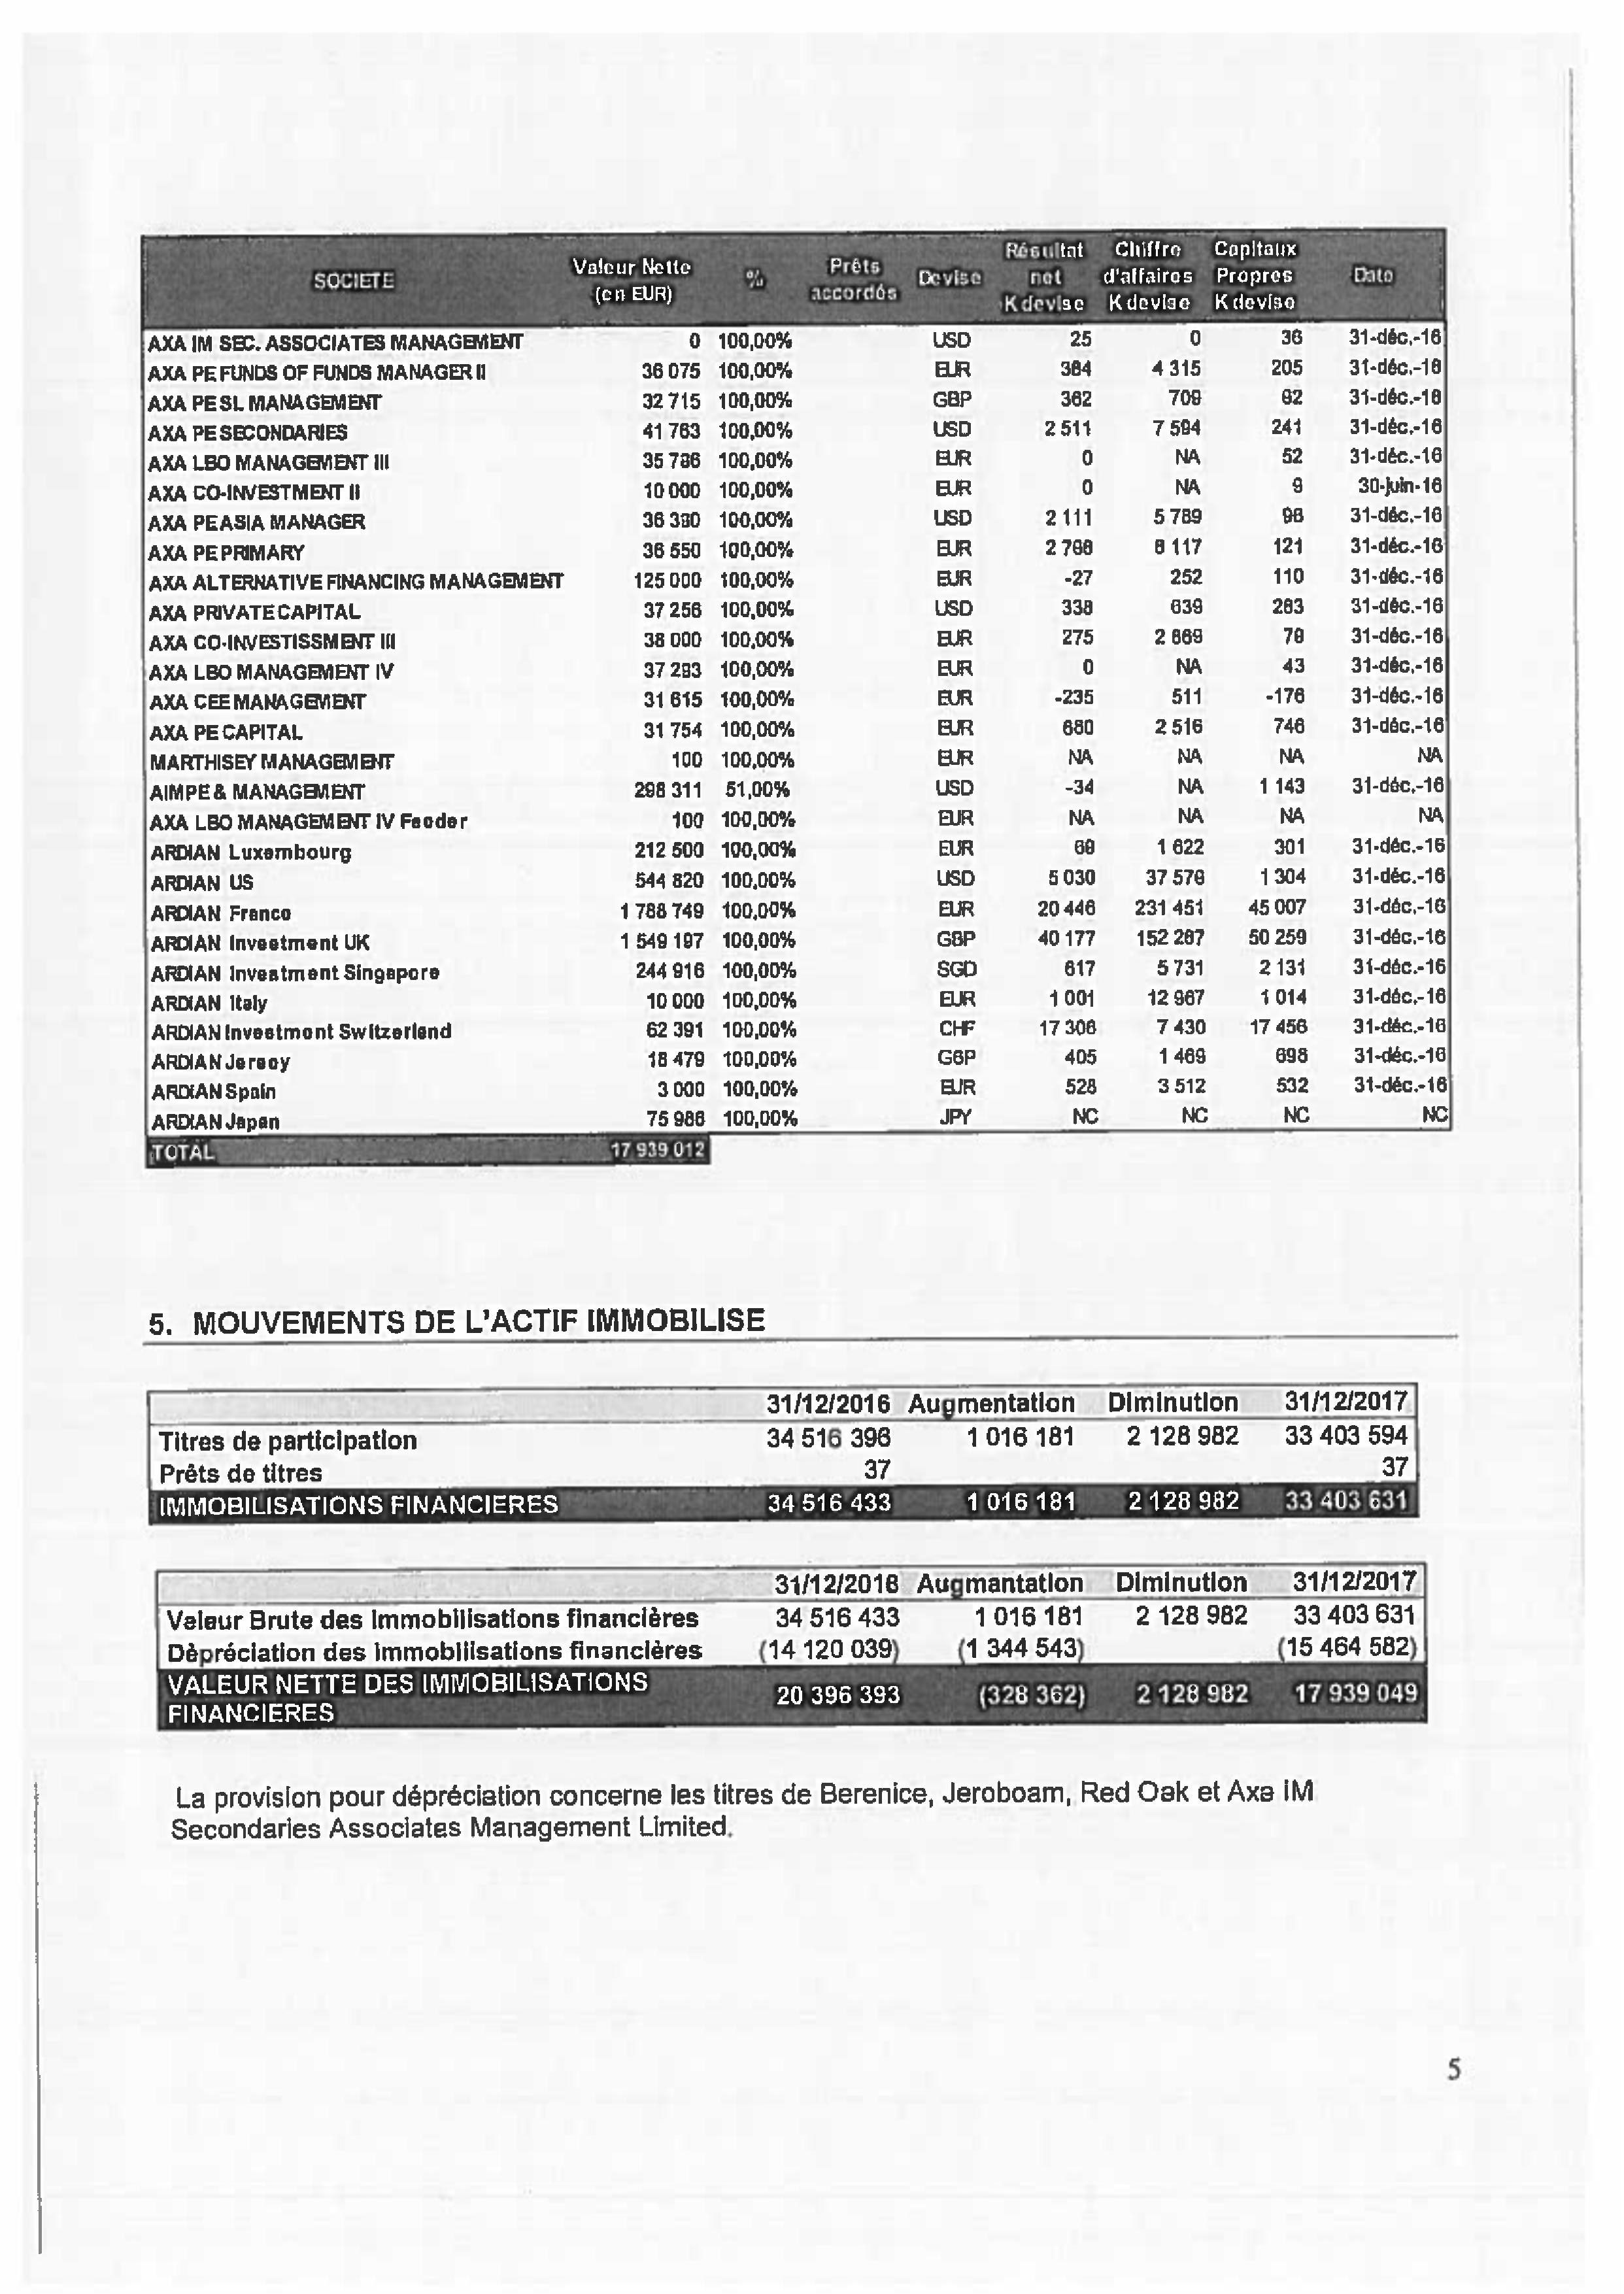 SOCIETE Valeur Nette (en EUR) % Prêts accordés Devise Résultat net K devise Chiffre d'affaires K devise Capitaux Propres K devise Date
AXA IM SEC. ASSOCIATES MANAGEMENT 0 100,00% USD 25 0 36 31-déc.-16
AXA PE FUNDS OF FUNDS MANAGER II 36 075 100,00% EUR 384 4 315 205 31-déc.-16
AXA PE SL MANAGEMENT 32 715 100,00% GBP 362 709 62 31-déc.-16
AXA PE SECONDARIES 41 763 100,00% USD 2 511 7 594 241 31-déc.-16
AXA LBO MANAGEMENT III 35 786 100,00% EUR 0 NA 52 31-déc.-16
AXA CO-INVESTMENT II 10 000 100,00% EUR 0 NA 9 30-juin-16
AXA PE ASIA MANAGER 36 390 100,00% USD 2 111 5 789 98 31-déc.-16
AXA PE PRIMARY 36 550 100,00% EUR 2 798 8 117 121 31-déc.-16
AXA ALTERNATIVE FINANCING MANAGEMENT 125 000 100,00% EUR -27 252 110 31-déc.-16
AXA PRIVATE CAPITAL 37 256 100,00% USD 338 639 263 31-déc.-16
AXA CO-INVESTISSMENT III 38 000 100,00% EUR 275 2 869 79 31-déc.-16
AXA LBO MANAGEMENT IV 37 293 100,00% EUR 0 NA 43 31-déc.-16
AXA CEE MANAGEMENT 31 615 100,00% EUR -235 511 -176 31-déc.-16
AXA PE CAPITAL 31 754 100,00% EUR 680 2 516 746 31-déc.-16
MARTHISEY MANAGEMENT 100 100,00% EUR NA NA NA NA
AIMPE& MANAGEMENT 298 311 51,00% USD -34 NA 1 143 31-déc.-16
AXA LBO MANAGEMENT IV Feeder 100 100,00% EUR NA NA NA NA
ARDIAN Luxembourg 212 500 100,00% EUR 69 1 622 301 31-déc.-16
ARDIAN US 544 820 100,00% USD 5 030 37 576 1 304 31-déc.-16
ARDIAN France 1 788 749 100,00% EUR 20 446 231 451 45 007 31-déc.-16
ARDIAN Investment UK 1 549 197 100,00% GBP 40 177 152 267 50 259 31-déc.-16
ARDIAN Investment Singapore 244 916 100,00% SGD 617 5 731 2 131 31-déc.-16
ARDIAN Italy 10 000 100,00% EUR 1 001 12 967 1 014 31-déc.-16
ARDIAN Investment Switzerland 62 391 100,00% CHF 17 306 7 430 17 456 31-déc.-16
ARDIAN Jersey 18 479 100,00% GBP 405 1 469 698 31-déc.-16
ARDIAN Spain 3 000 100,00% EUR 528 3 512 532 31-déc.-16
ARDIAN Japan 75 986 100,00% JPY NC NC NC NC
TOTAL 17 939 012
5. MOUVEMENTS DE L'ACTIF IMMOBILISE
31/12/2016 Augmentation Diminution 31/12/2017
Titres de participation 34 516 396 1 016 181 2 128 982 33 403 594
Prêts de titres 37 37
IMMOBILISATIONS FINANCIERES 34 516 433 1 016 181 2 128 982 33 403 631
31/12/2016 Augmantation Diminution 31/12/2017
Valeur Brute des Immobilisations financières 34 516 433 1 016 181 2 128 982 33 403 631
Dèpréciation des immobilisations financières (14 120 039) (1 344 543) (15 464 582)
VALEUR NETTE DES IMMOBILISATIONS FINANCIERES 20 396 393 (328 362) 2 128 982 17 939 049
La provision pour dépréciation concerne les titres de Berenice, Jeroboam, Red Oak et Axa IM
Secondaries Associates Management Limited.
5